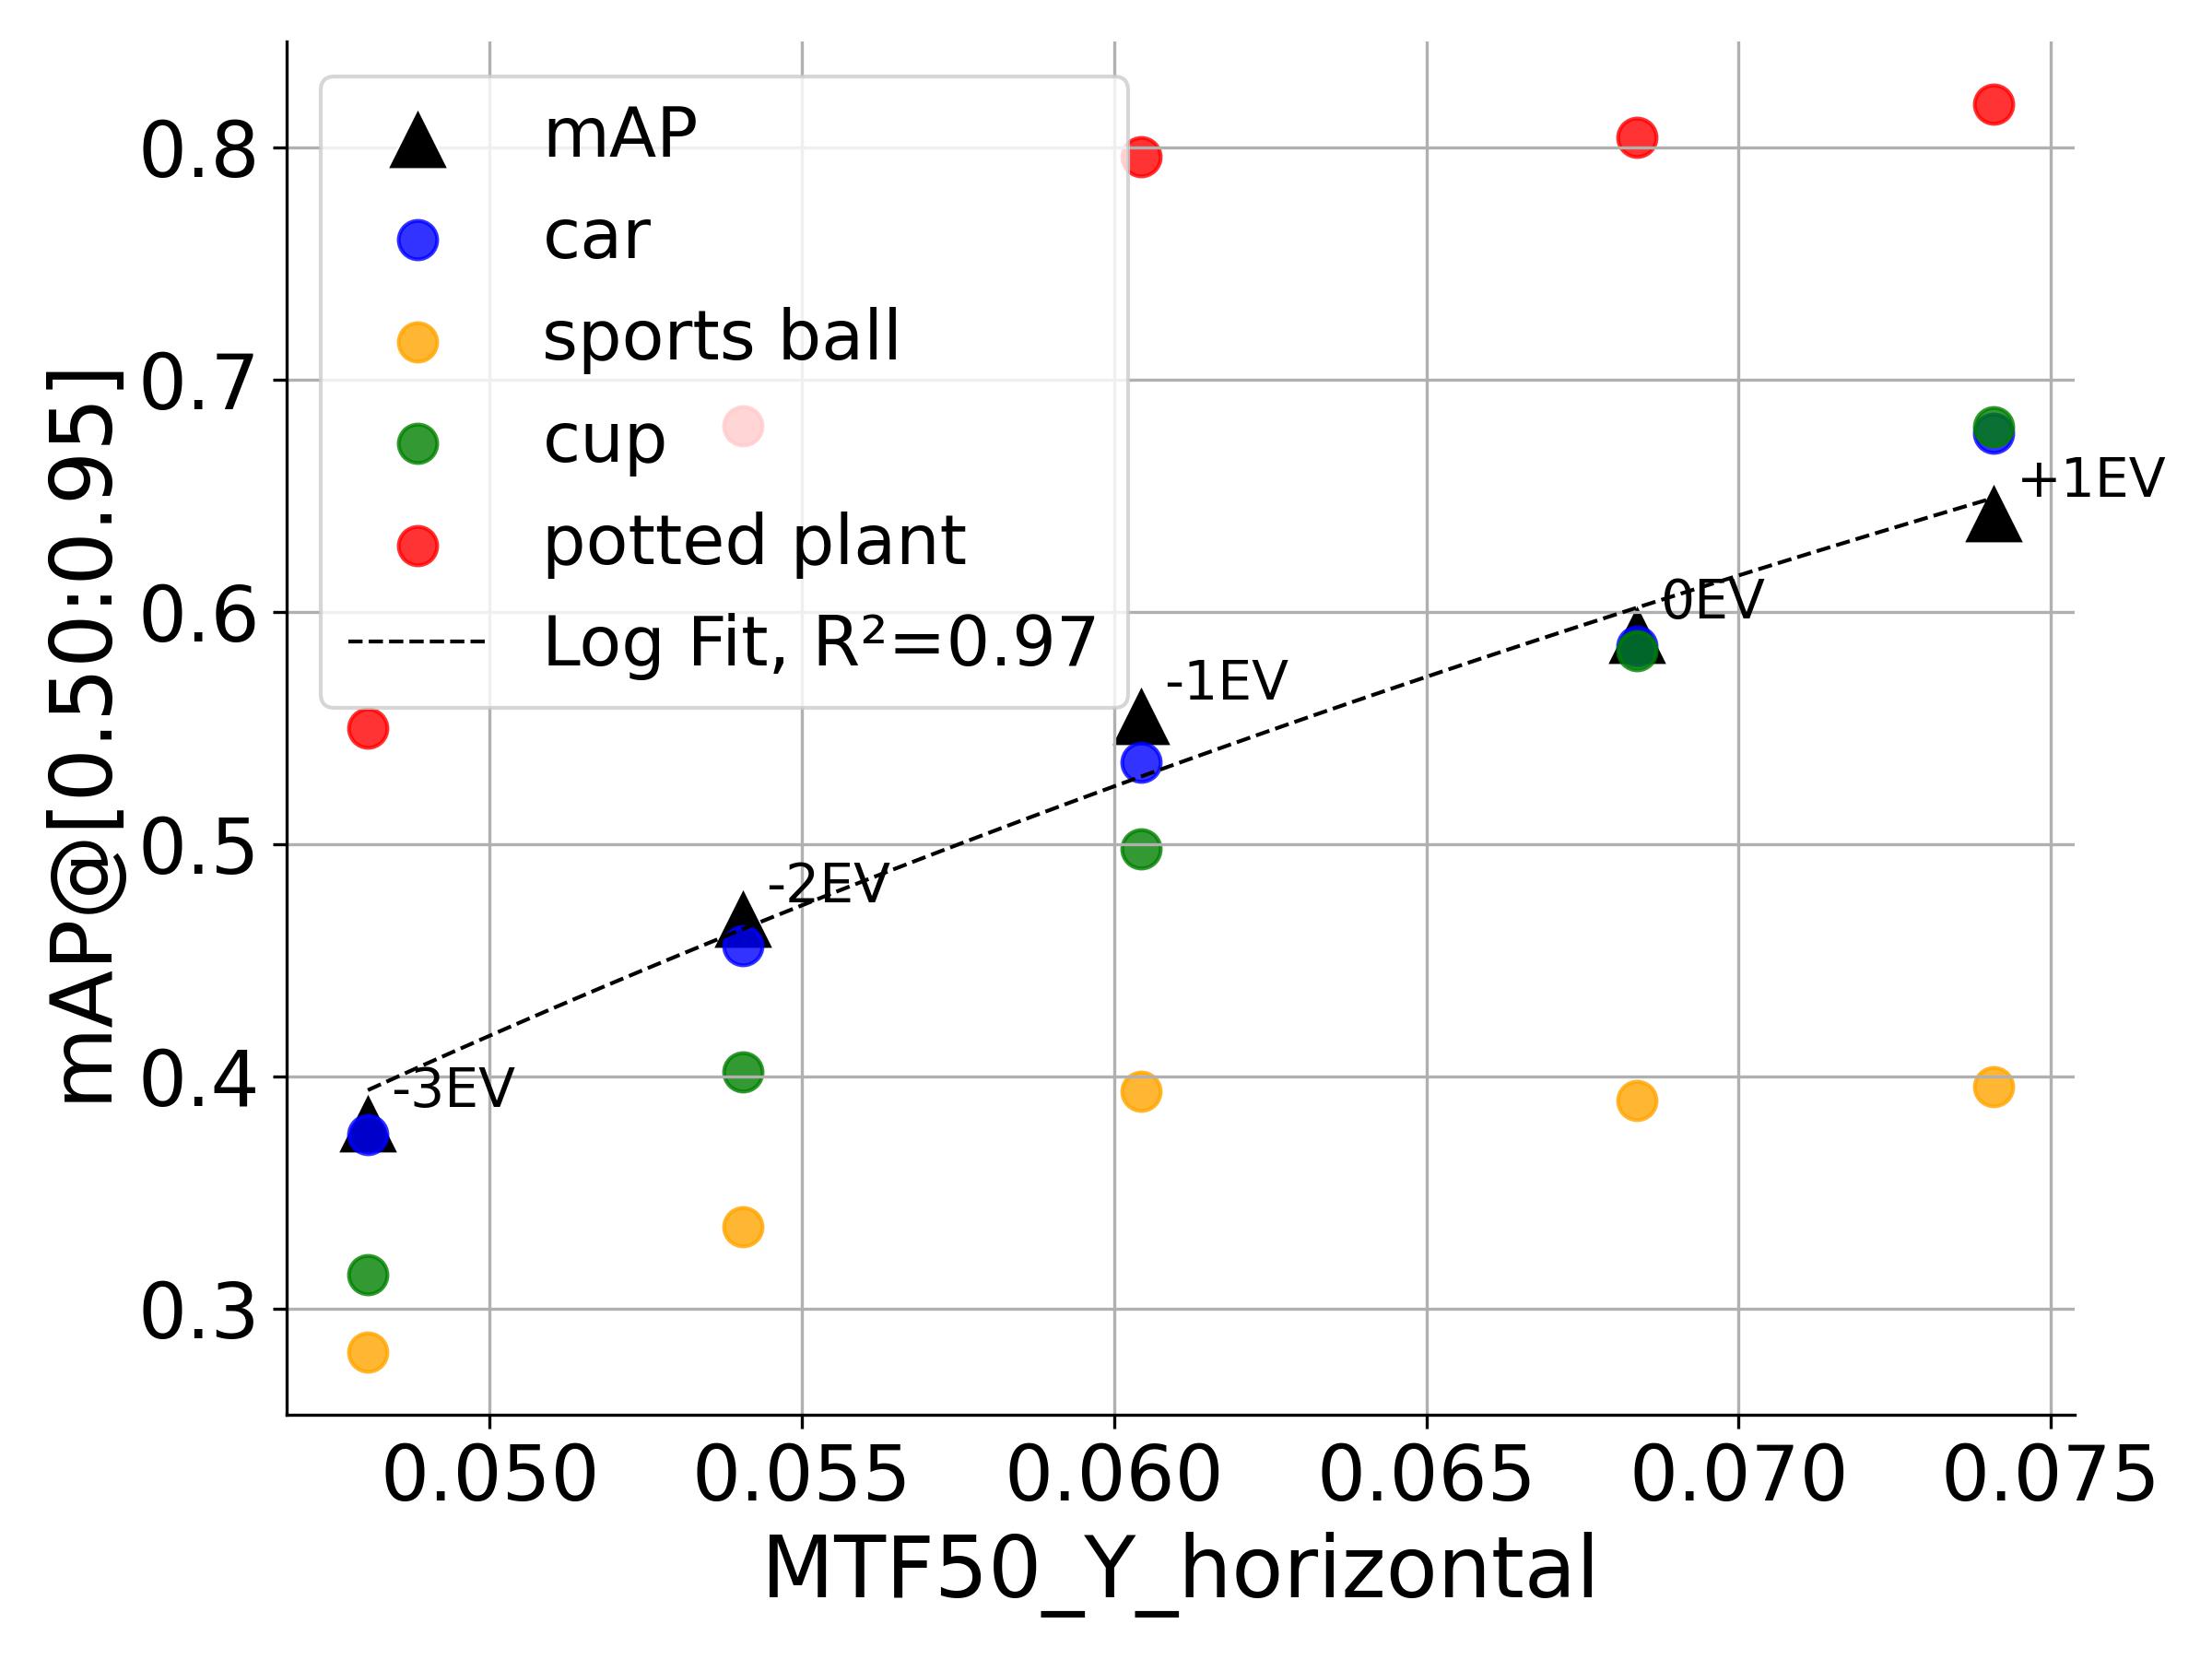 mAP
car
sports ball
cup
potted plant
Log Fit, R²=0.97
0.8
0.7
0.6
0.5
0.4
0.3
mAP@[0.50:0.95]
+1EV
0EV
-1EV
-2EV
-3EV
0.050 0.055 0.060 0.065 0.070 0.075
MTF50_Y_horizontal